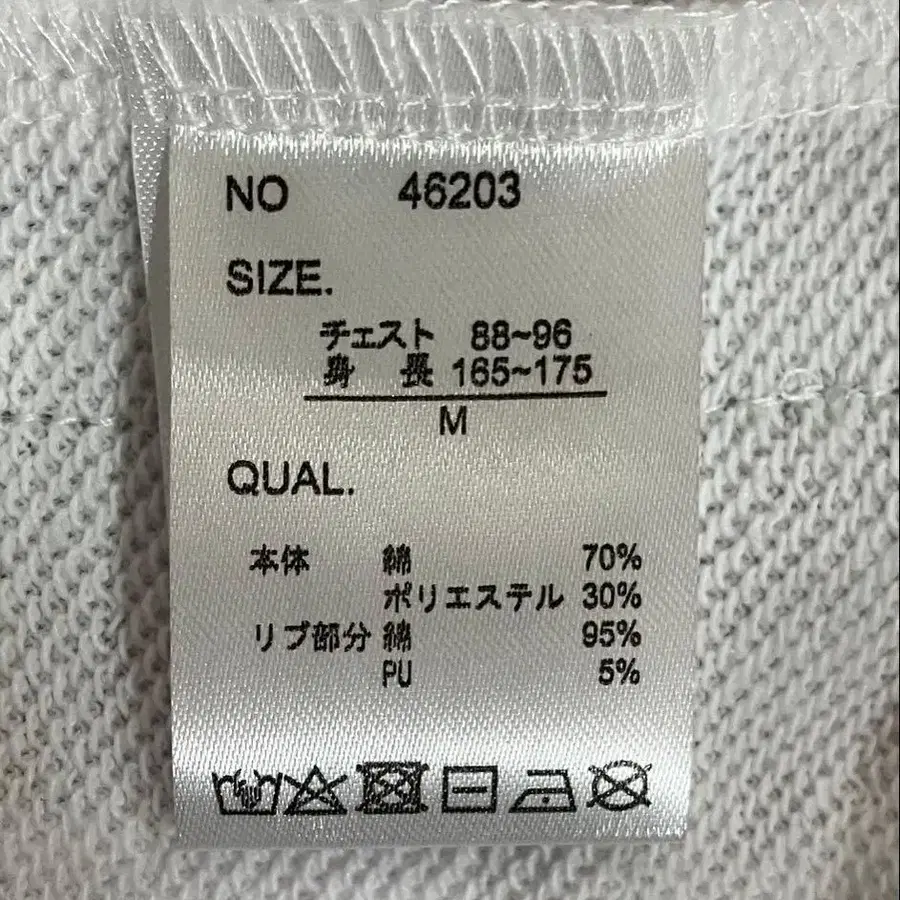 NO 46203
SIZE.
チェスト 88~96
身 長 165~175
M
QUAL.
本体 綿 70%
ポリエステル 30%
リブ部分 綿 95%
PU 5%